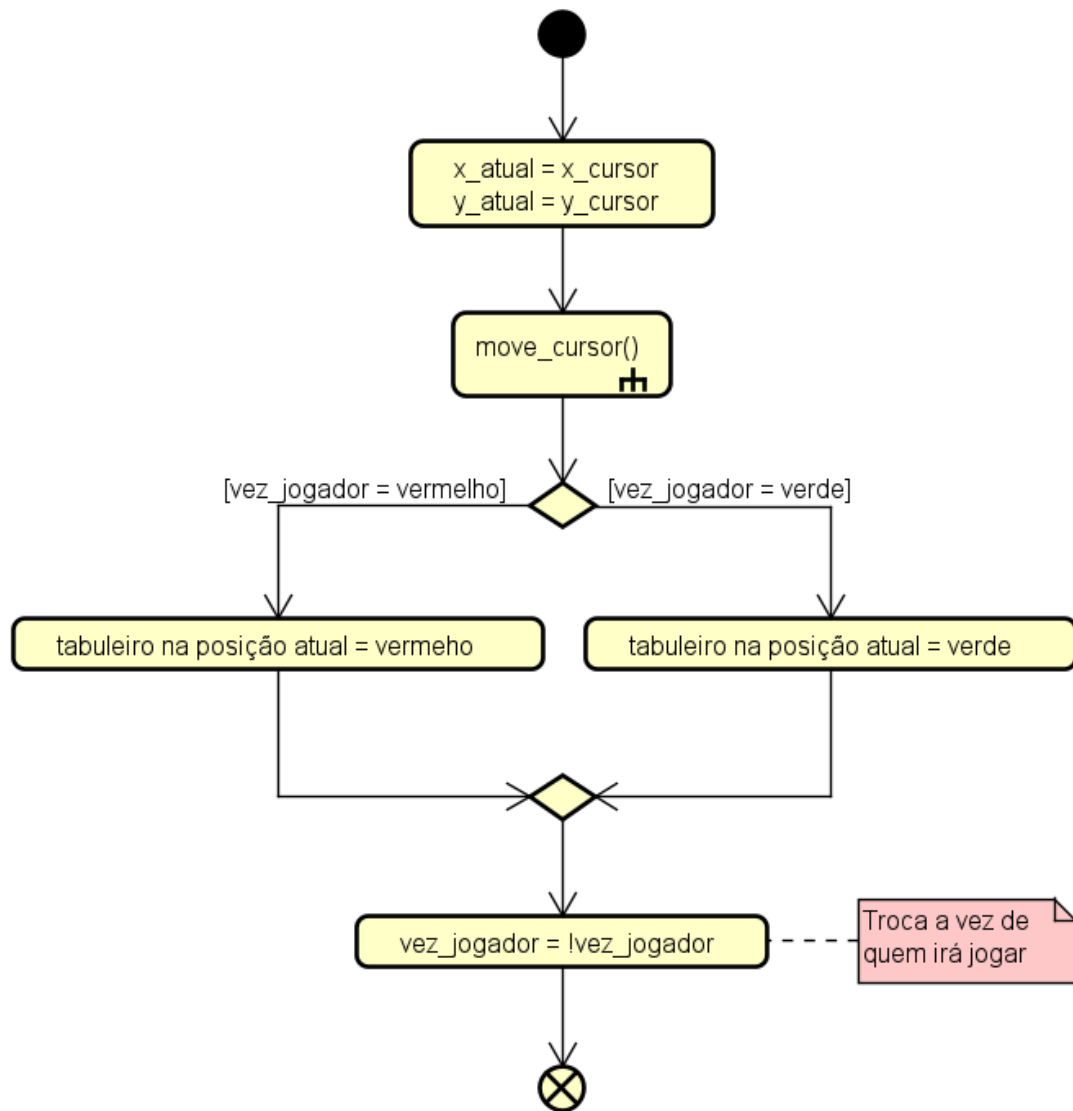 x_atual = x_cursor
y_atual = y_cursor
move_cursor()
[vez_jogador = vermelho]
[vez_jogador = verde]
tabuleiro na posição atual = vermeho
tabuleiro na posição atual = verde
vez_jogador = !vez_jogador
Troca a vez de
quem irá jogar